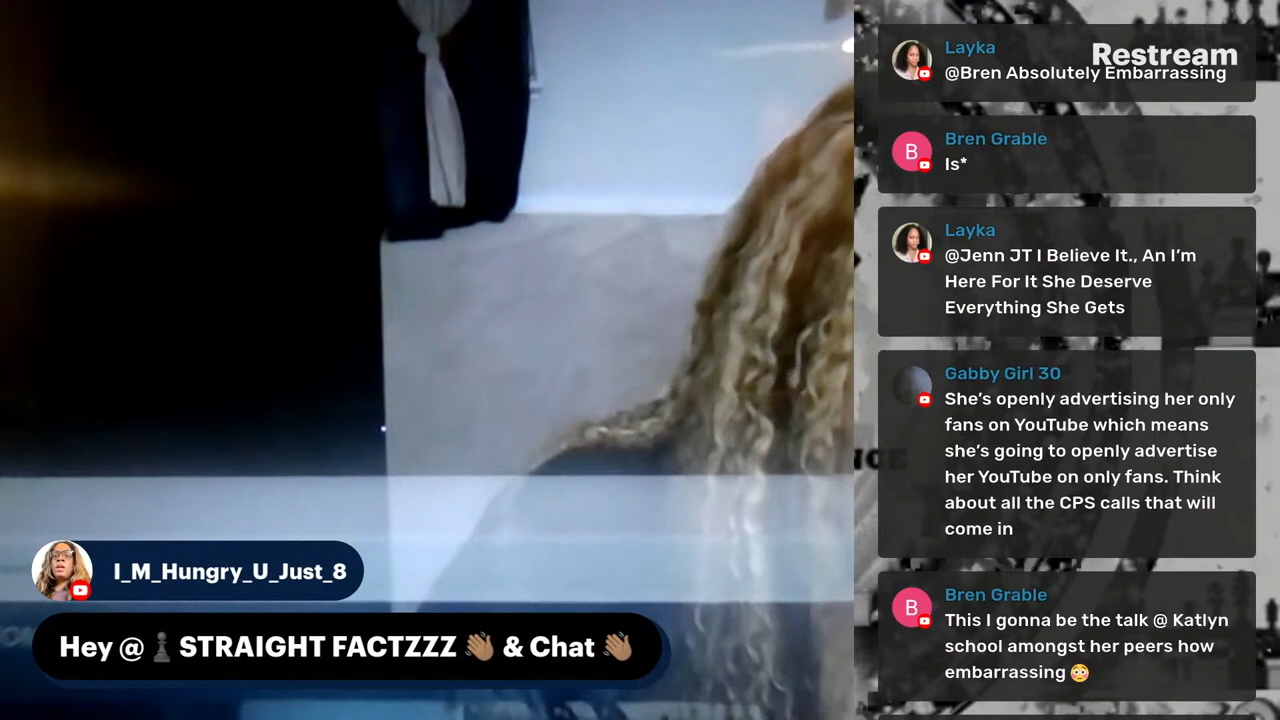 Restream
Layka
@Bren Absolutely Embarrassing
B
Bren Grable
Is*
Layka
@Jenn JT I Believe It., An I’m
Here For It She Deserve
Everything She Gets
Gabby Girl 30
She’s openly advertising her only
fans on YouTube which means
she’s going to openly advertise
her YouTube on only fans. Think
about all the CPS calls that will
come in
B
Bren Grable
This I gonna be the talk @ Katlyn
school amongst her peers how
embarrassing 😳
I_M_Hungry_U_Just_8
Hey @♟️ STRAIGHT FACTZZZ 👋🏽 & Chat 👋🏽